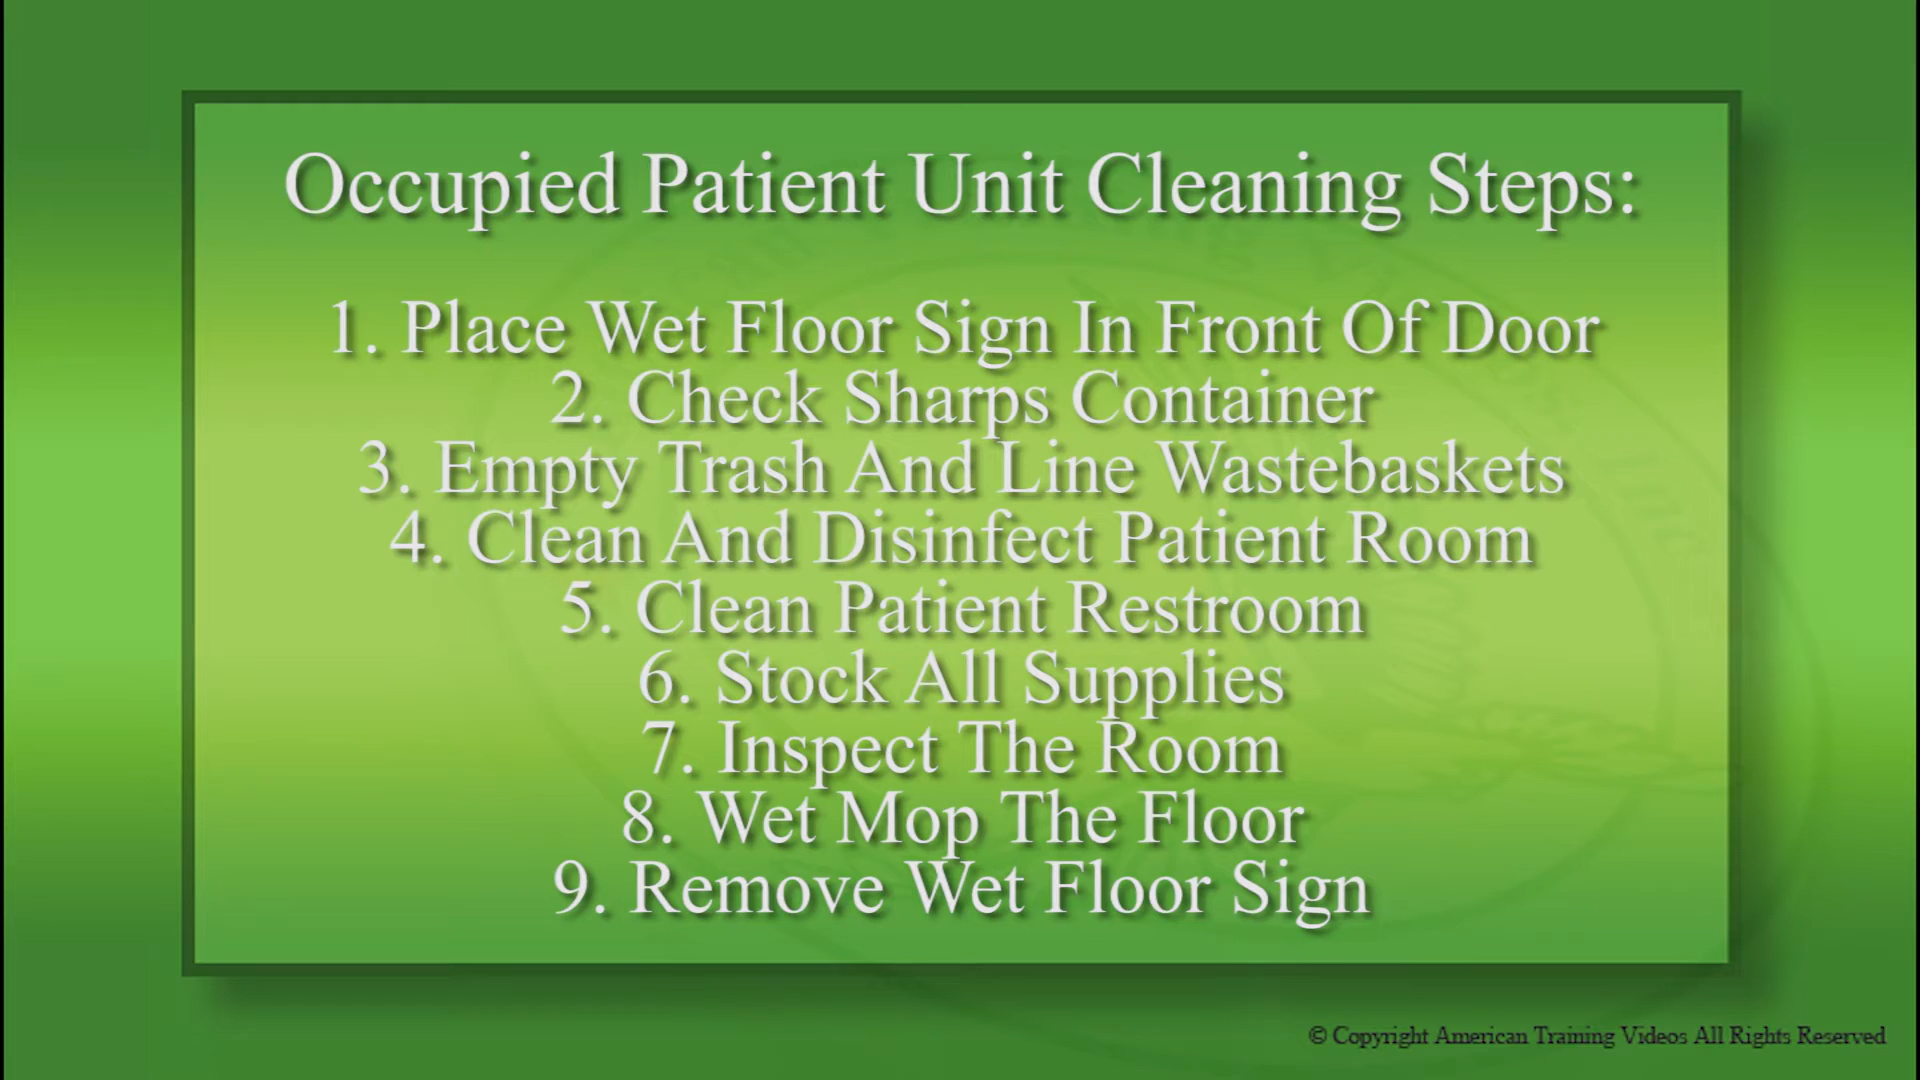 Occupied Patient Unit Cleaning Steps:
1. Place Wet Floor Sign In Front Of Door
2. Check Sharps Container
3. Empty Trash And Line Wastebaskets
4. Clean And Disinfect Patient Room
5. Clean Patient Restroom
6. Stock All Supplies
7. Inspect The Room
8. Wet Mop The Floor
9. Remove Wet Floor Sign
© Copyright American Training Videos All Rights Reserved